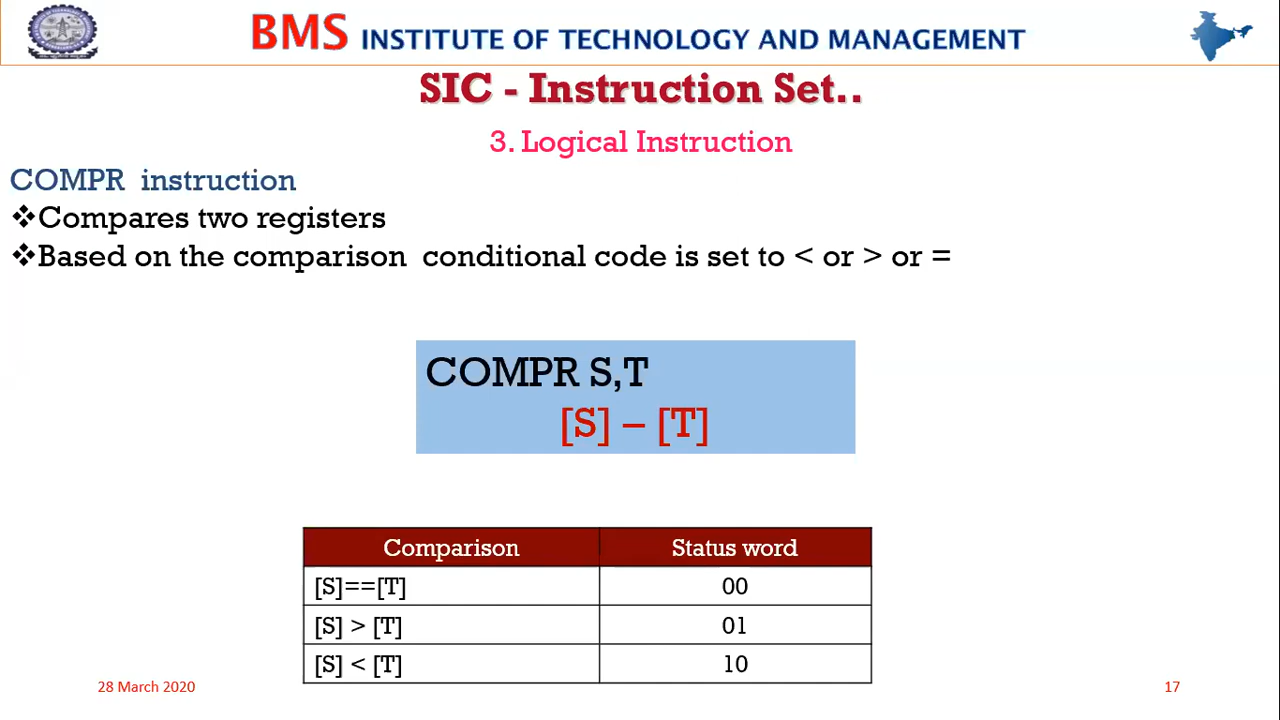 BMS INSTITUTE OF TECHNOLOGY AND MANAGEMENT
SIC - Instruction Set..
3. Logical Instruction
COMPR instruction
❖Compares two registers
❖Based on the comparison conditional code is set to < or > or =
COMPR S,T
[S] – [T]
Comparison Status word
[S]==[T] 00
[S] > [T] 01
[S] < [T] 10
28 March 2020 17